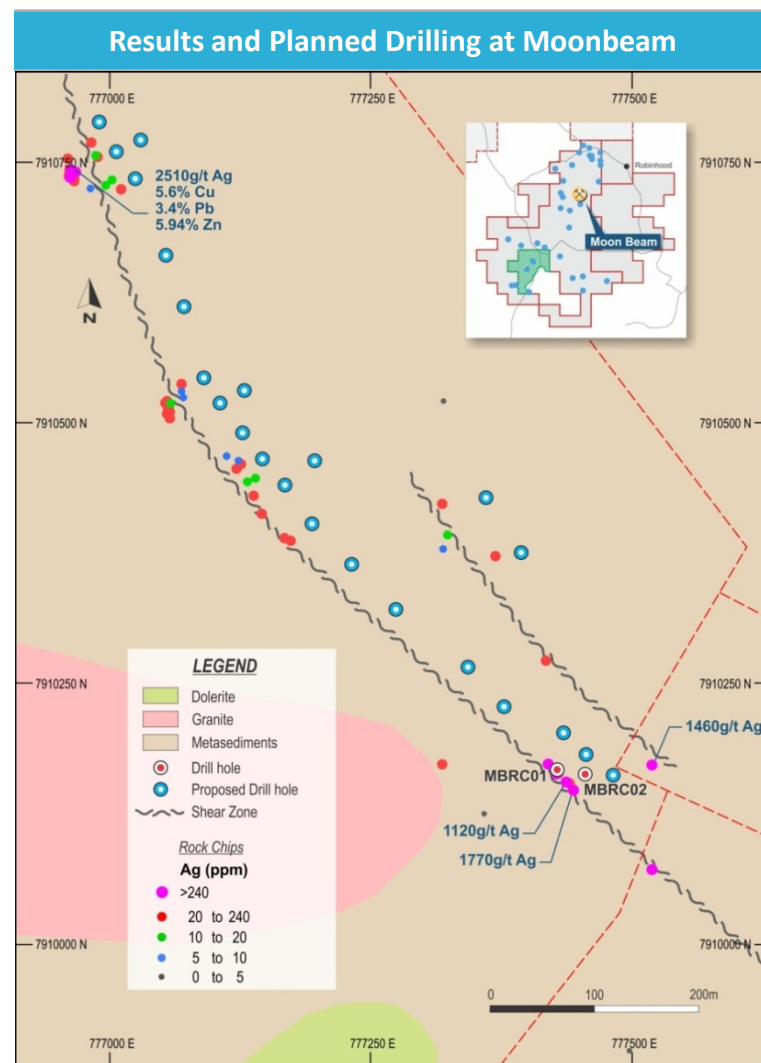 Results and Planned Drilling at Moonbeam
777000 E
777250 E
777500 E
7910750 N
7910750 N
2510g/t Ag
5.6% Cu
3.4% Pb
5.94% Zn
Robinhood
Moon Beam
N
7910500 N
7910500 N
7910250 N
7910250 N
1460g/t Ag
MBRC01
MBRC02
1120g/t Ag
1770g/t Ag
LEGEND
Dolerite
Granite
Metasediments
Drill hole
Proposed Drill hole
Shear Zone
Rock Chips
Ag (ppm)
>240
20 to 240
10 to 20
5 to 10
0 to 5
7910000 N
7910000 N
0 100 200m
777000 E
777250 E
777500 E